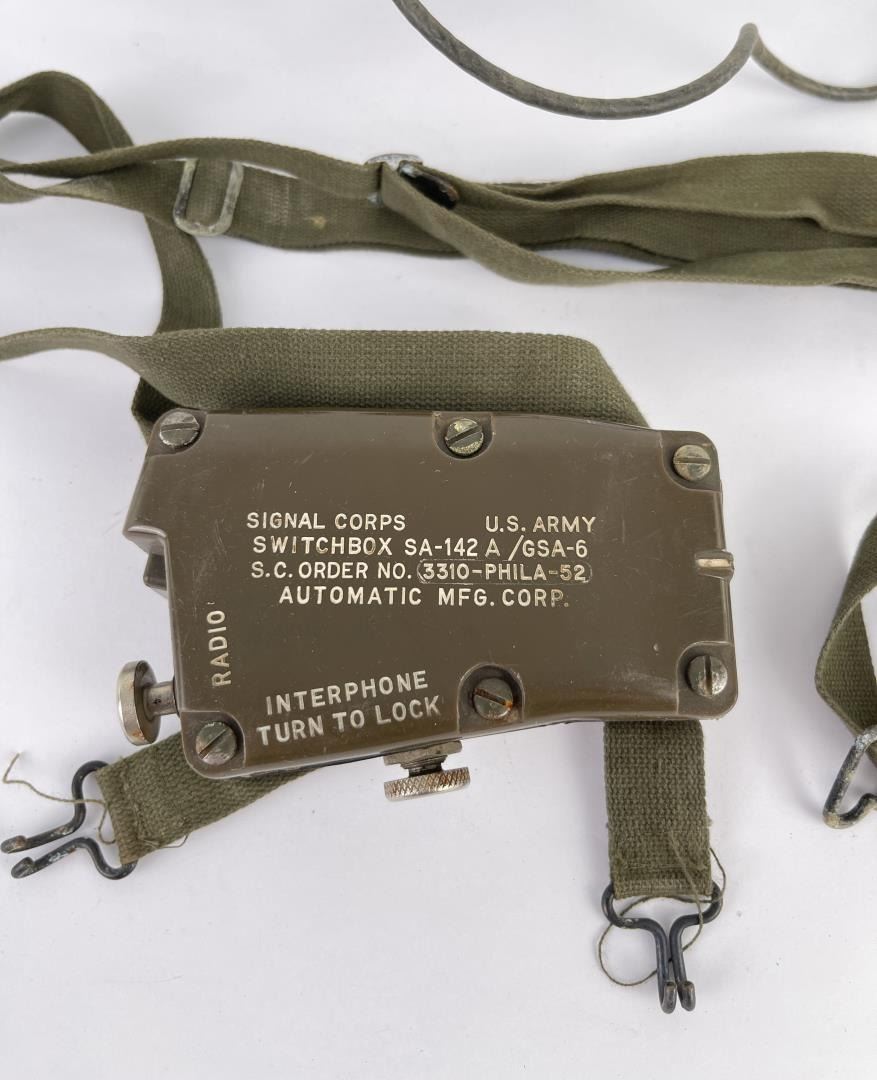 SIGNAL CORPS U.S. ARMY
SWITCHBOX SA-142 A /GSA-6
S.C. ORDER NO. 3310-PHILA-52
AUTOMATIC MFG. CORP.
RADIO
INTERPHONE
TURN TO LOCK